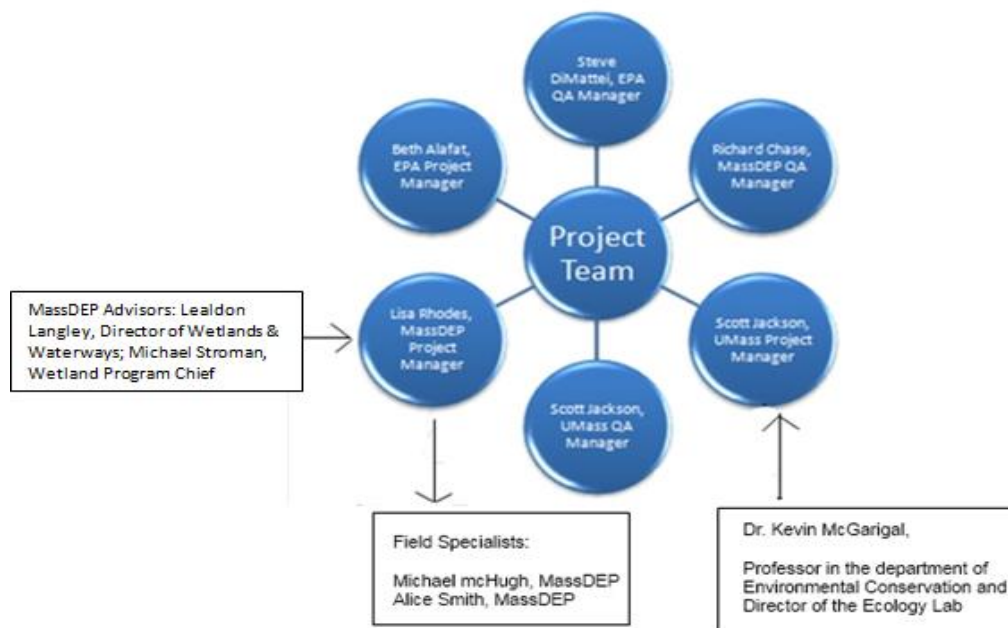 Steve
DiMattei, EPA
QA Manager
Beth Alafat,
EPA Project
Manager
Richard Chase,
MassDEP QA
Manager
Project
Team
MassDEP Advisors: Lealdon
Langley, Director of Wetlands &
Waterways; Michael Stroman,
Wetland Program Chief
Lisa Rhodes,
MassDEP
Project
Manager
Scott Jackson,
UMass Project
Manager
Scott Jackson,
UMass QA
Manager
Field Specialists:
Michael mcHugh, MassDEP
Alice Smith, MassDEP
Dr. Kevin McGarigal,
Professor in the department of
Environmental Conservation and
Director of the Ecology Lab